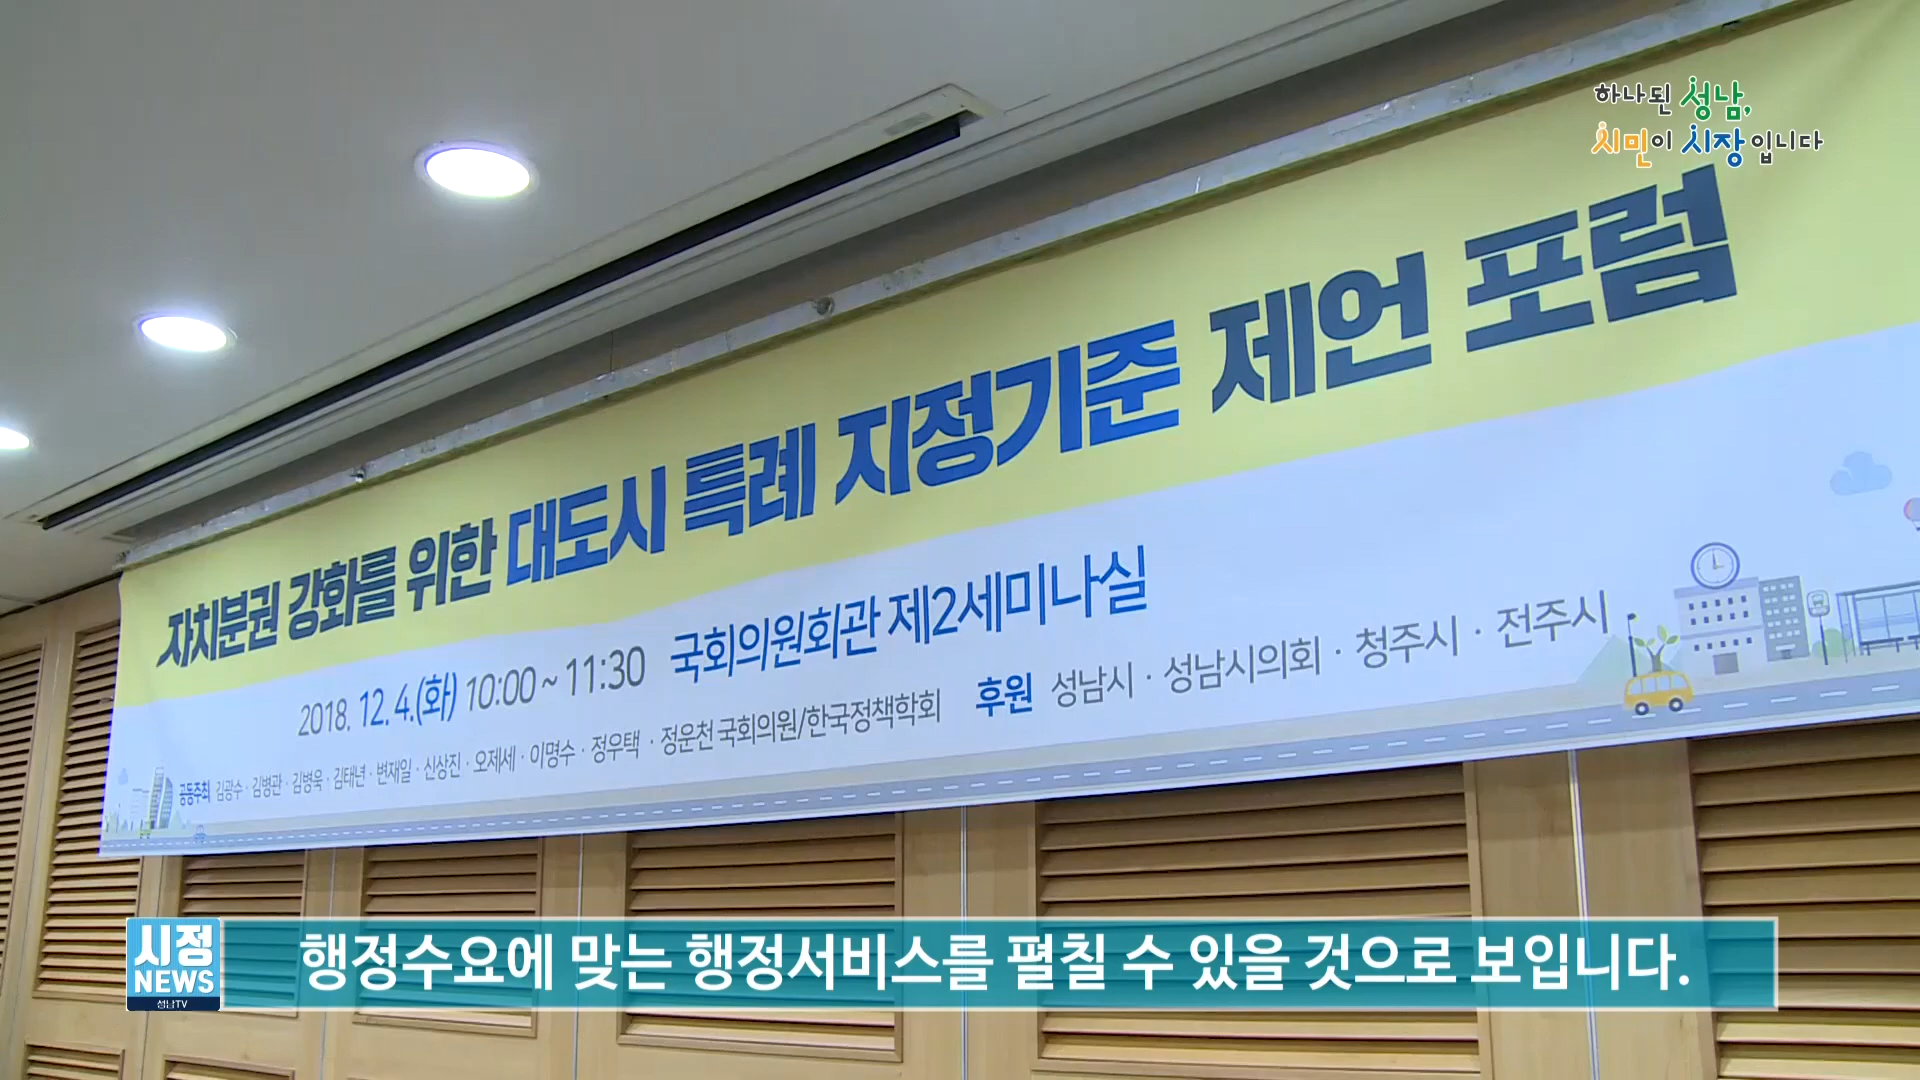 하나된 성남,
시민이 시장입니다
자치분권 강화를 위한 대도시 특례 지정기준 제언 포럼
2018. 12. 4.(화) 10:00 ~ 11:30 국회의원회관 제2세미나실
공동주최 김광수 · 김병관 · 김병욱 · 김태년 · 변재일 · 신상진 · 오제세 · 이명수 · 정우택 · 정운천 국회의원/한국정책학회 후원 성남시 · 성남시의회 · 청주시 · 전주시
시정
NEWS
성남TV
행정수요에 맞는 행정서비스를 펼칠 수 있을 것으로 보입니다.